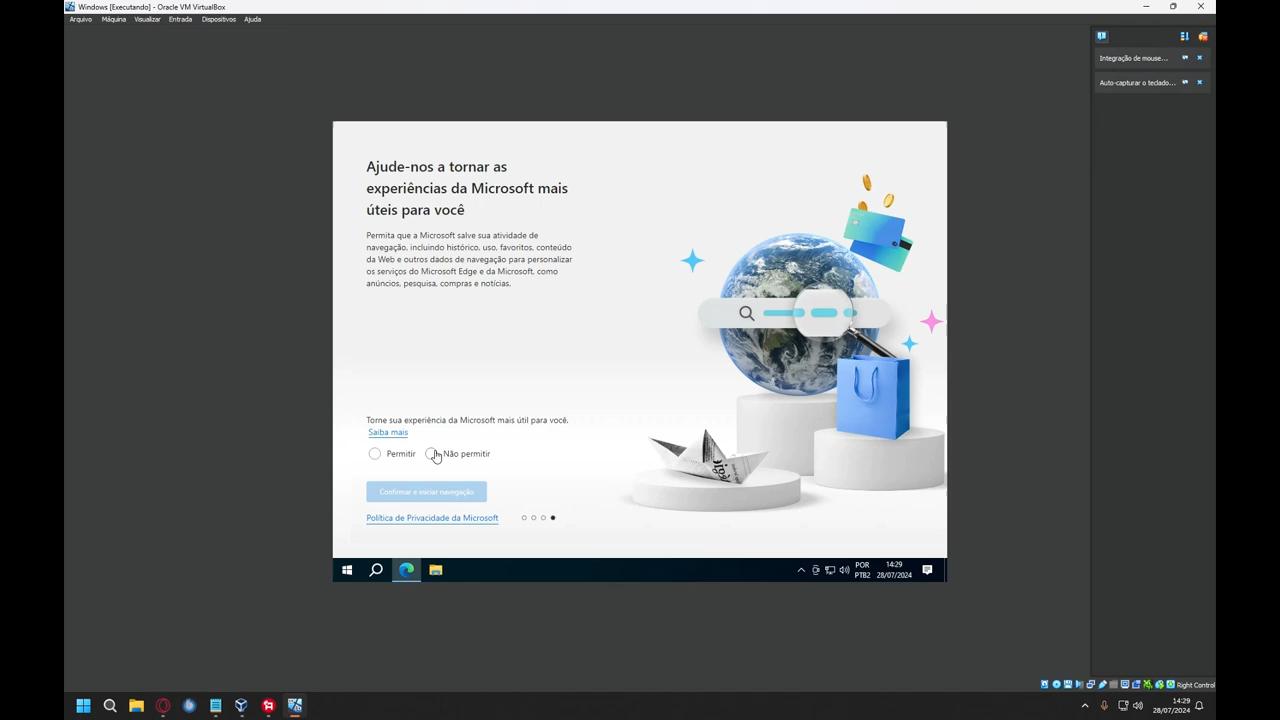 Windows [Executando] - Oracle VM VirtualBox
Arquivo Máquina Visualizar Entrada Dispositivos Ajuda
Integração de mouse...
Auto-capturar o teclado...
Ajude-nos a tornar as
experiências da Microsoft mais
úteis para você
Permita que a Microsoft salve sua atividade de
navegação, incluindo histórico, uso, favoritos, conteúdo
da Web e outros dados de navegação para personalizar
os serviços do Microsoft Edge e da Microsoft, como
anúncios, pesquisa, compras e notícias.
Torne sua experiência da Microsoft mais útil para você.
Saiba mais
Permitir Não permitir
Confirmar e iniciar navegação
Política de Privacidade da Microsoft
POR 14:29
PTB2 28/07/2024
Right Control
14:29
28/07/2024